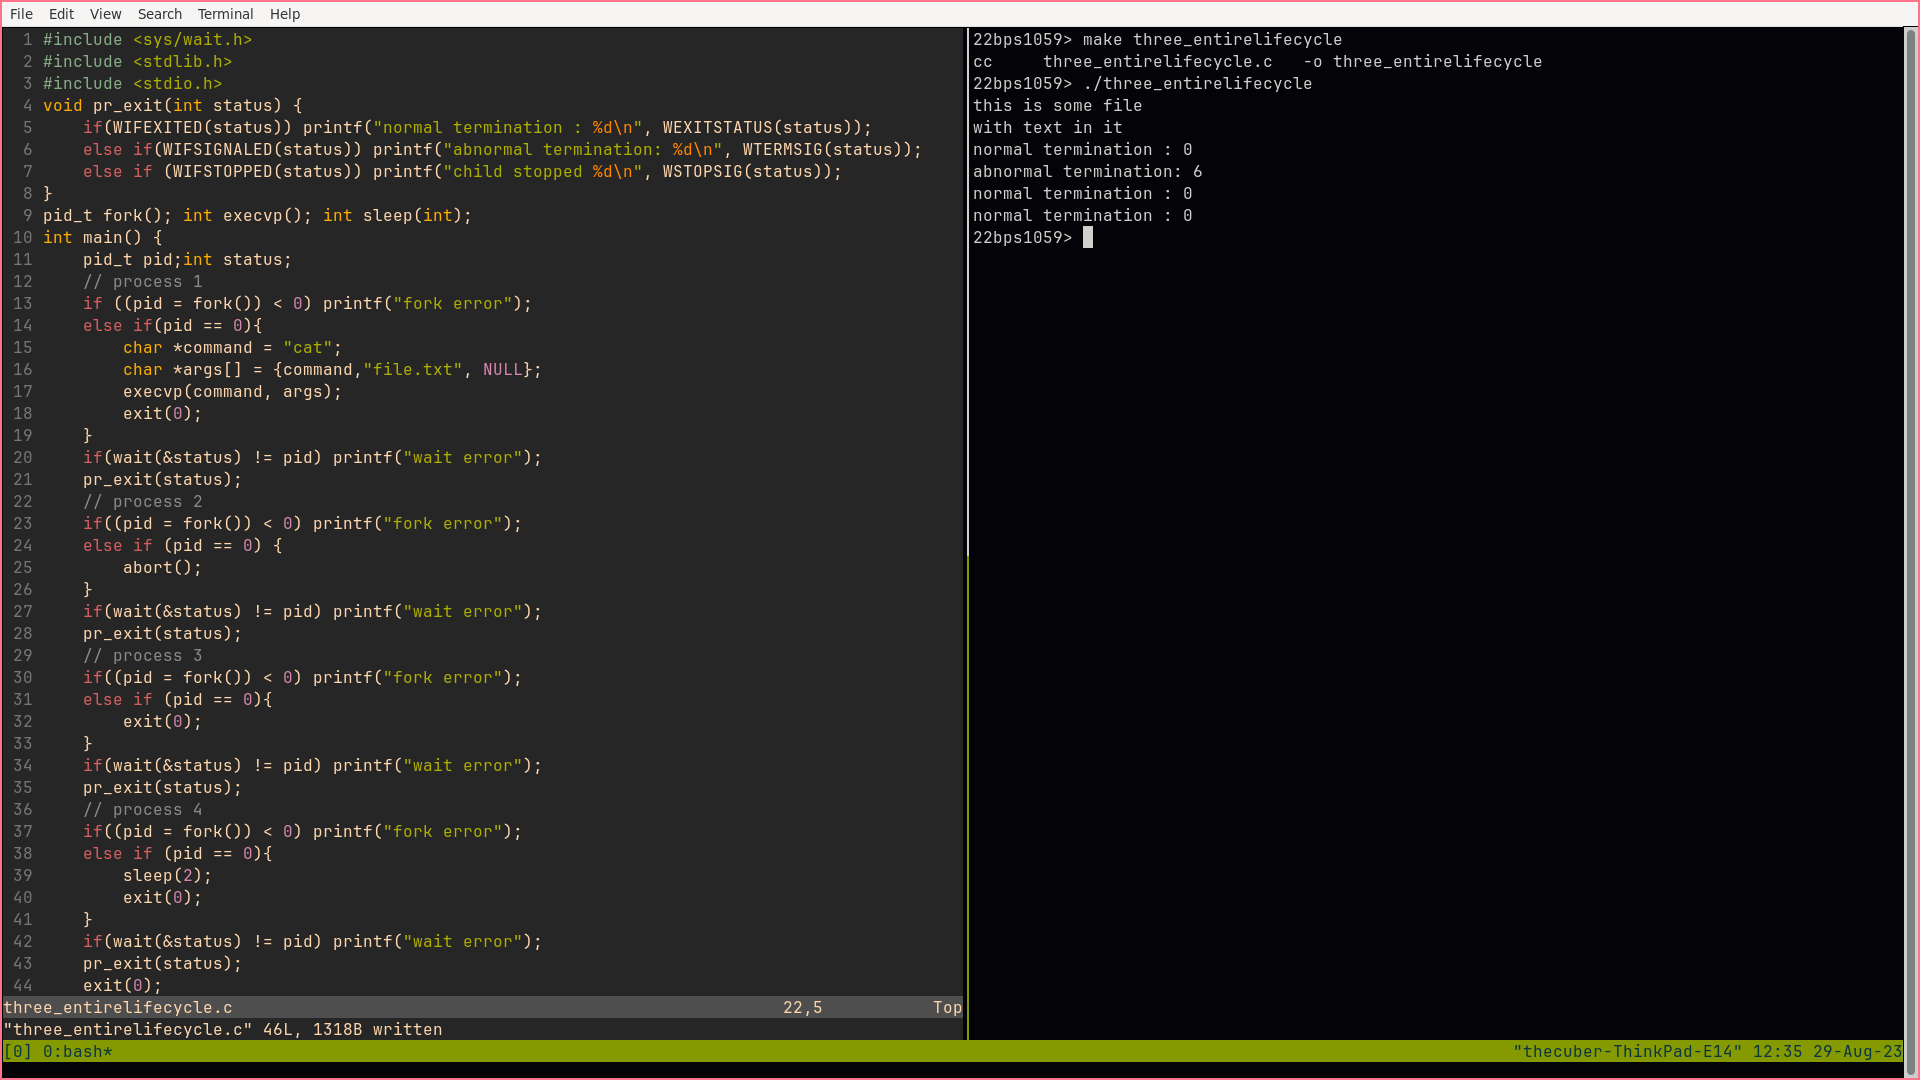 File Edit View Search Terminal Help
1 #include <sys/wait.h>
2 #include <stdlib.h>
3 #include <stdio.h>
4 void pr_exit(int status) {
5     if(WIFEXITED(status)) printf("normal termination : %d\n", WEXITSTATUS(status));
6     else if(WIFSIGNALED(status)) printf("abnormal termination: %d\n", WTERMSIG(status));
7     else if (WIFSTOPPED(status)) printf("child stopped %d\n", WSTOPSIG(status));
8 }
9 pid_t fork(); int execvp(); int sleep(int);
10 int main() {
11     pid_t pid;int status;
12     // process 1
13     if ((pid = fork()) < 0) printf("fork error");
14     else if(pid == 0){
15         char *command = "cat";
16         char *args[] = {command,"file.txt", NULL};
17         execvp(command, args);
18         exit(0);
19     }
20     if(wait(&status) != pid) printf("wait error");
21     pr_exit(status);
22     // process 2
23     if((pid = fork()) < 0) printf("fork error");
24     else if (pid == 0) {
25         abort();
26     }
27     if(wait(&status) != pid) printf("wait error");
28     pr_exit(status);
29     // process 3
30     if((pid = fork()) < 0) printf("fork error");
31     else if (pid == 0){
32         exit(0);
33     }
34     if(wait(&status) != pid) printf("wait error");
35     pr_exit(status);
36     // process 4
37     if((pid = fork()) < 0) printf("fork error");
38     else if (pid == 0){
39         sleep(2);
40         exit(0);
41     }
42     if(wait(&status) != pid) printf("wait error");
43     pr_exit(status);
44     exit(0);
three_entirelifecycle.c 22,5 Top
"three_entirelifecycle.c" 46L, 1318B written
22bps1059> make three_entirelifecycle
cc     three_entirelifecycle.c   -o three_entirelifecycle
22bps1059> ./three_entirelifecycle
this is some file
with text in it
normal termination : 0
abnormal termination: 6
normal termination : 0
normal termination : 0
22bps1059>
[0] 0:bash* "thecuber-ThinkPad-E14" 12:35 29-Aug-23